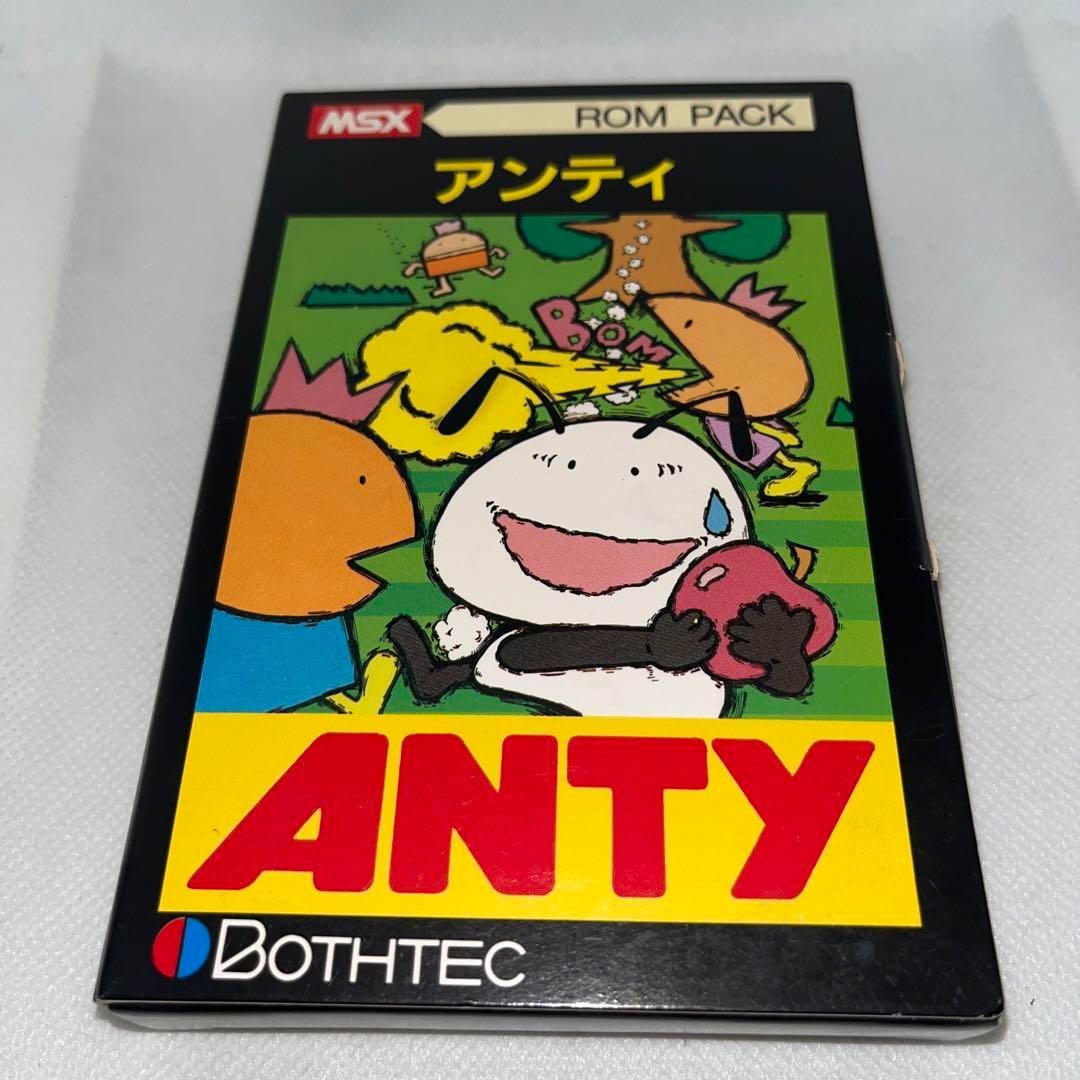 MSX ROM PACK
アンティ
BOM
ANTY
BOTHTEC